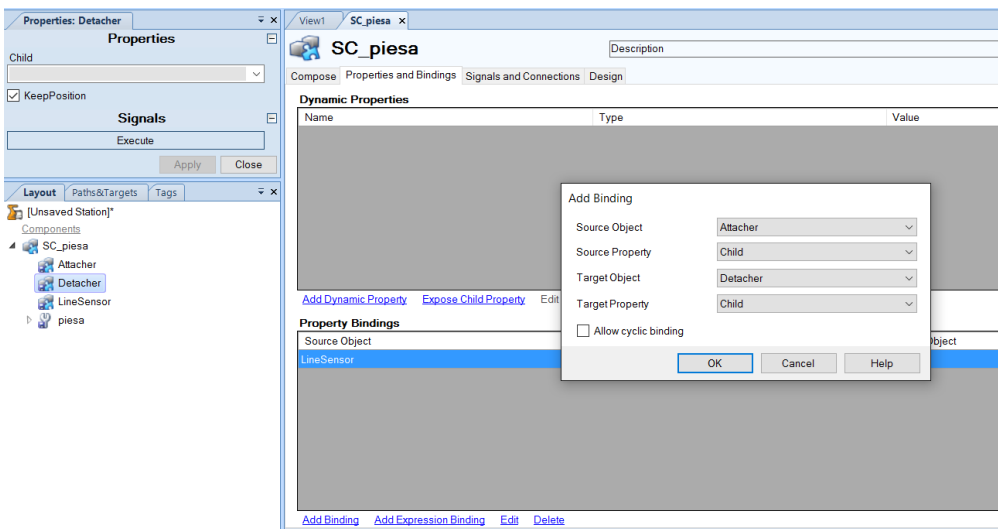 Properties: Detacher
Properties
Child
KeepPosition
Signals
Execute
Apply Close
Layout Paths&Targets Tags
[Unsaved Station]*
Components
SC_piesa
Attacher
Detacher
LineSensor
piesa
View1 SC_piesa
SC_piesa Description
Compose Properties and Bindings Signals and Connections Design
Dynamic Properties
Name Type Value
Add Dynamic Property Expose Child Property Edit
Property Bindings
Source Object Object
LineSensor
Add Binding Add Expression Binding Edit Delete
Add Binding
Source Object Attacher
Source Property Child
Target Object Detacher
Target Property Child
Allow cyclic binding
OK Cancel Help